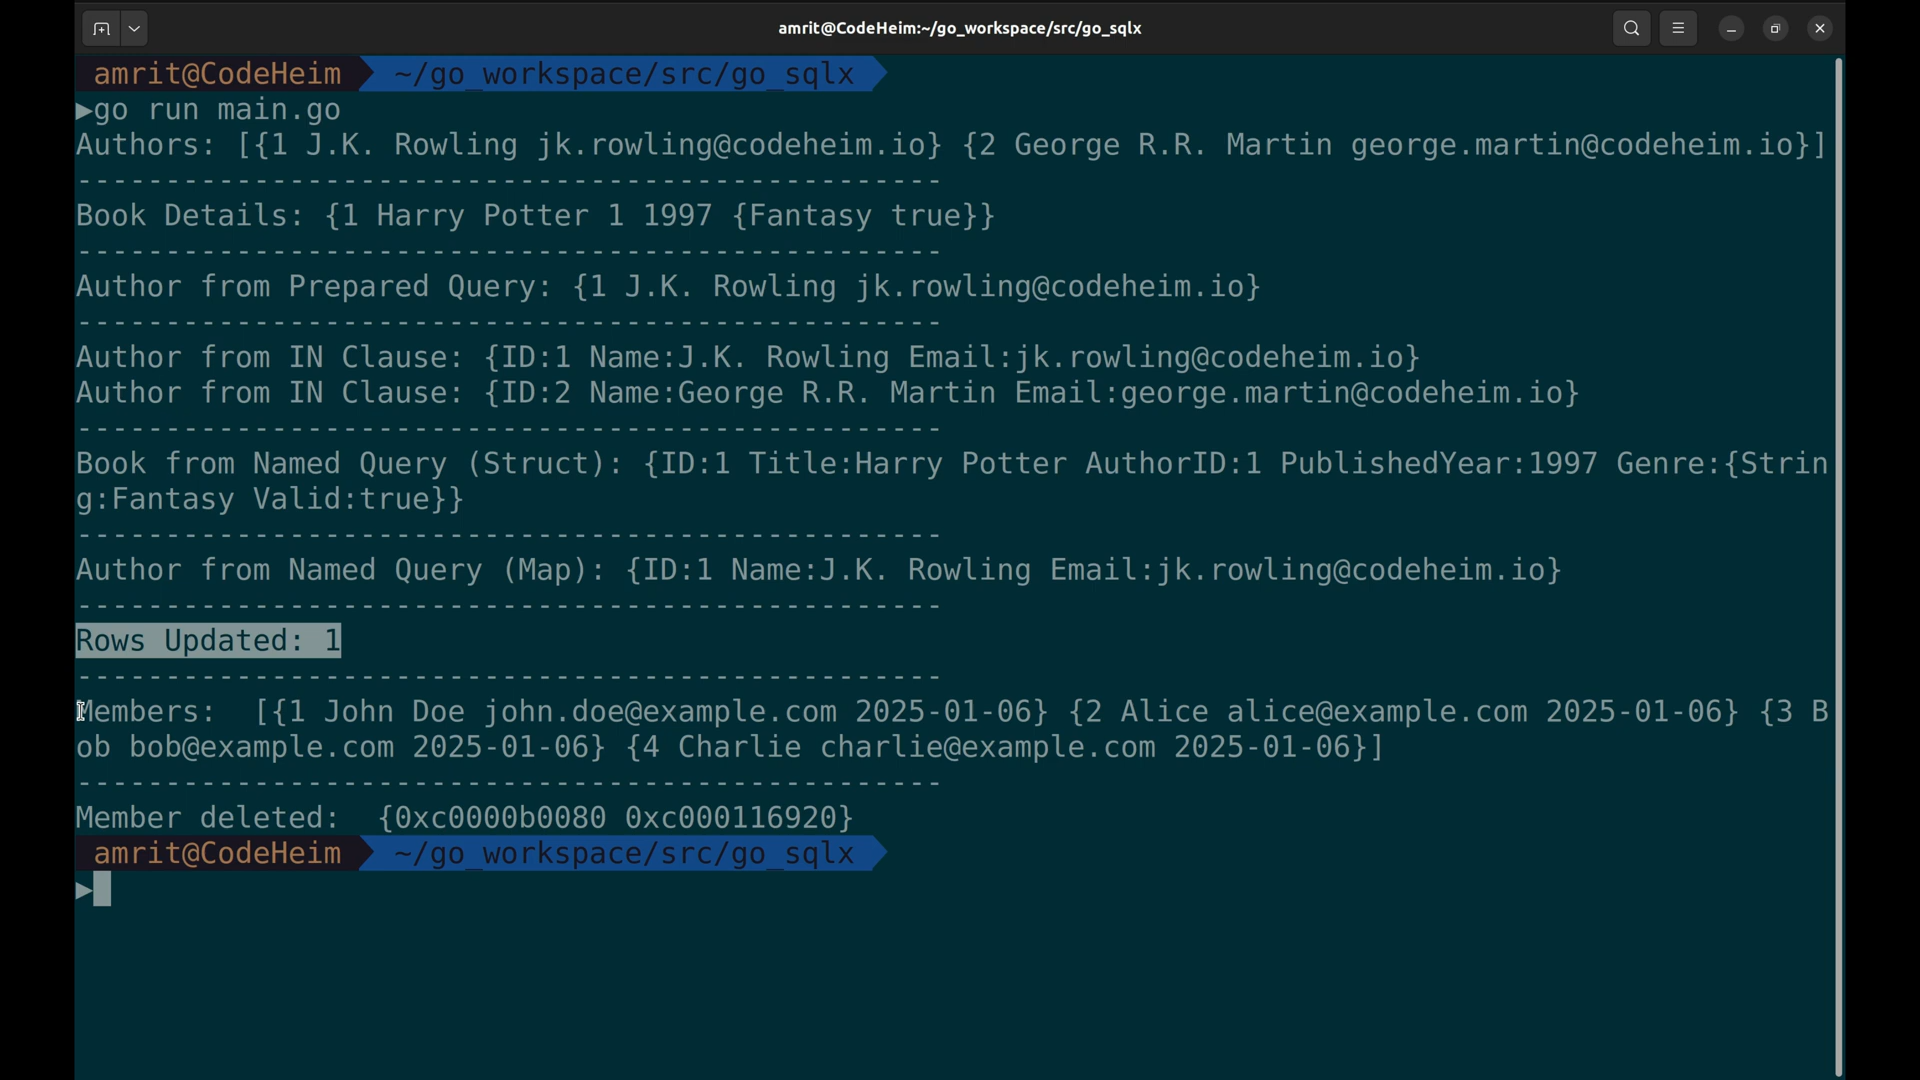 amrit@CodeHeim:~/go_workspace/src/go_sqlx
amrit@CodeHeim ~/go_workspace/src/go_sqlx
▶go run main.go
Authors: [{1 J.K. Rowling jk.rowling@codeheim.io} {2 George R.R. Martin george.martin@codeheim.io}]
-------------------------------------------------
Book Details: {1 Harry Potter 1 1997 {Fantasy true}}
-------------------------------------------------
Author from Prepared Query: {1 J.K. Rowling jk.rowling@codeheim.io}
-------------------------------------------------
Author from IN Clause: {ID:1 Name:J.K. Rowling Email:jk.rowling@codeheim.io}
Author from IN Clause: {ID:2 Name:George R.R. Martin Email:george.martin@codeheim.io}
-------------------------------------------------
Book from Named Query (Struct): {ID:1 Title:Harry Potter AuthorID:1 PublishedYear:1997 Genre:{Strin
g:Fantasy Valid:true}}
-------------------------------------------------
Author from Named Query (Map): {ID:1 Name:J.K. Rowling Email:jk.rowling@codeheim.io}
-------------------------------------------------
Rows Updated: 1
-------------------------------------------------
Members:  [{1 John Doe john.doe@example.com 2025-01-06} {2 Alice alice@example.com 2025-01-06} {3 B
ob bob@example.com 2025-01-06} {4 Charlie charlie@example.com 2025-01-06}]
-------------------------------------------------
Member deleted:  {0xc0000b0080 0xc000116920}
amrit@CodeHeim ~/go_workspace/src/go_sqlx
▶